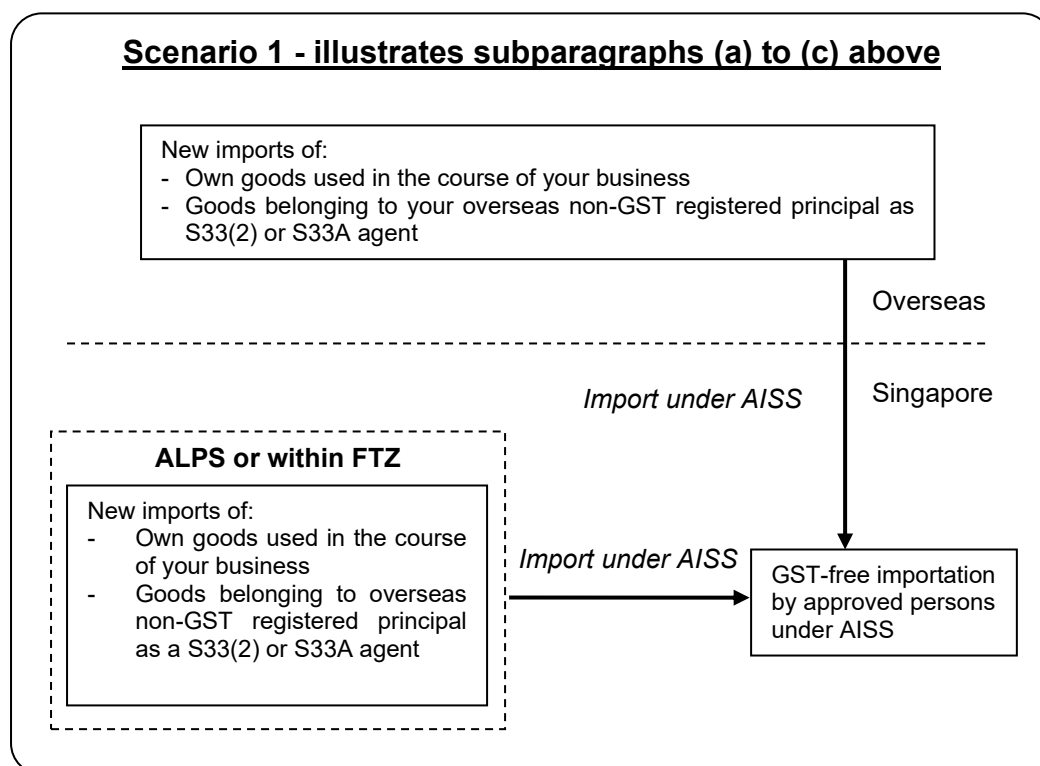 Scenario 1 - illustrates subparagraphs (a) to (c) above
New imports of:
- Own goods used in the course of your business
- Goods belonging to your overseas non-GST registered principal as
S33(2) or S33A agent
Overseas
Import under AISS
Singapore
ALPS or within FTZ
New imports of:
- Own goods used in the course
of your business
- Goods belonging to overseas
non-GST registered principal
as a S33(2) or S33A agent
Import under AISS
GST-free importation
by approved persons
under AISS